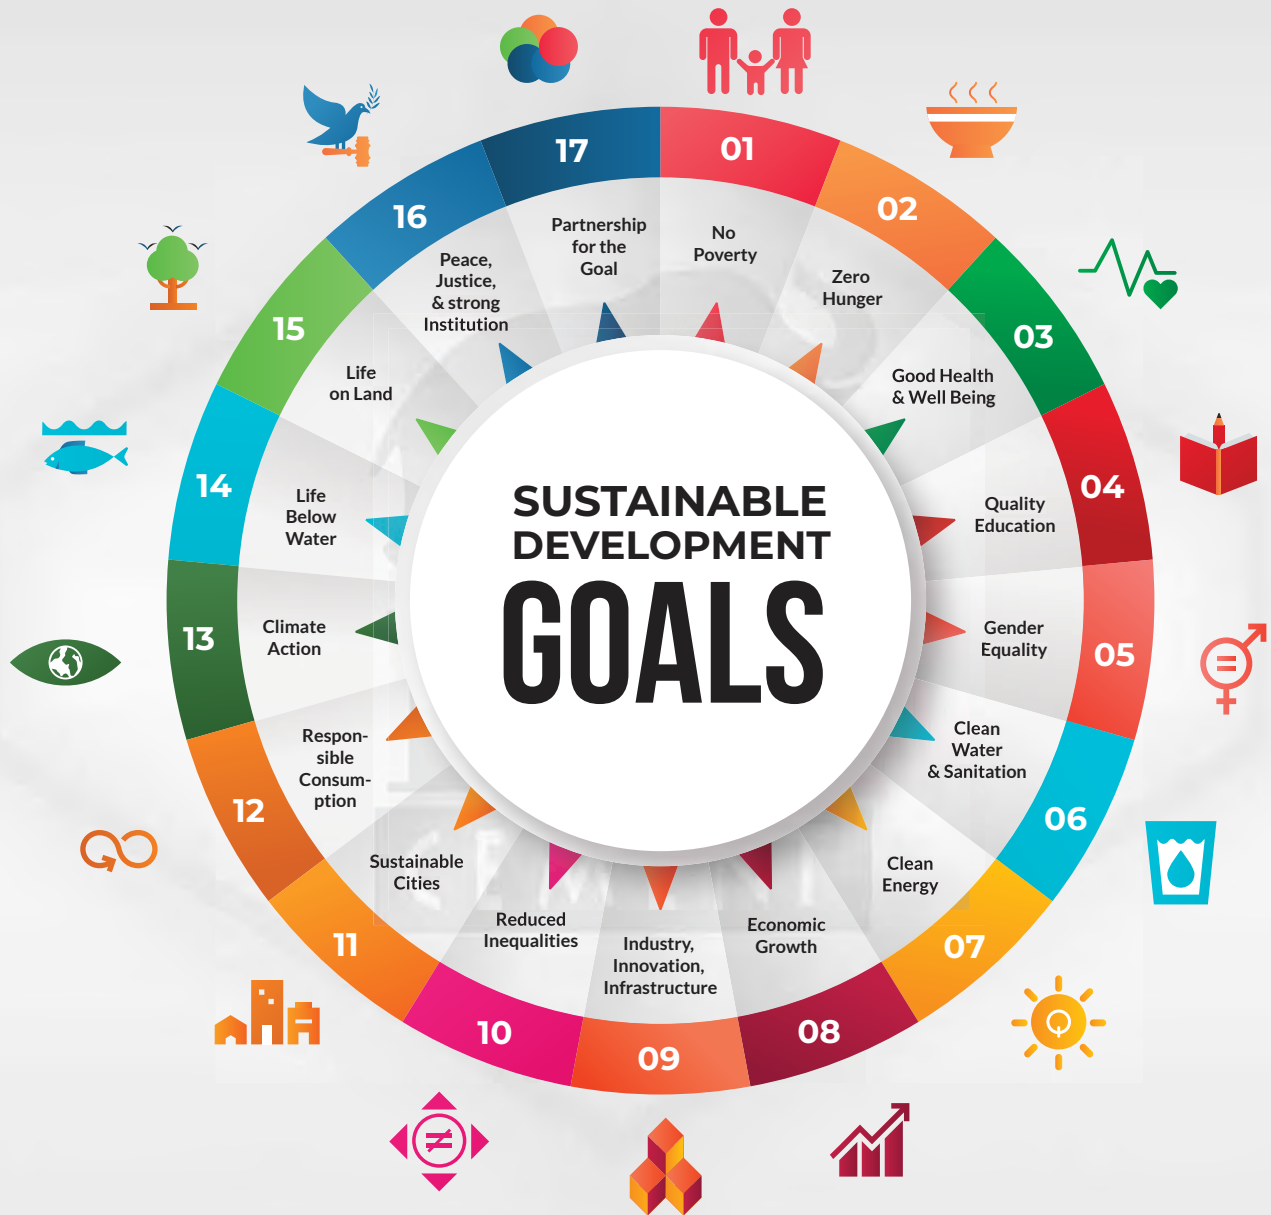 SUSTAINABLE
DEVELOPMENT
GOALS
01
No
Poverty
02
Zero
Hunger
03
Good Health
& Well Being
04
Quality
Education
05
Gender
Equality
06
Clean
Water
& Sanitation
07
Clean
Energy
08
Economic
Growth
09
Industry,
Innovation,
Infrastructure
10
Reduced
Inequalities
11
Sustainable
Cities
12
Respon-
sible
Consum-
ption
13
Climate
Action
14
Life
Below
Water
15
Life
on Land
16
Peace,
Justice,
& strong
Institution
17
Partnership
for the
Goal